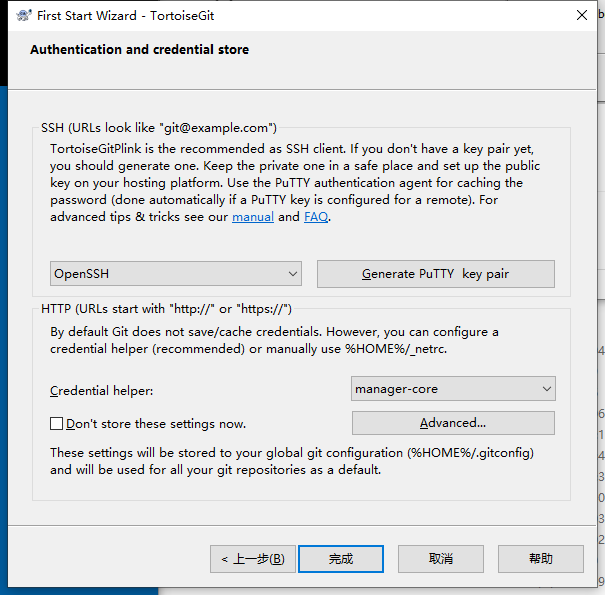 First Start Wizard - TortoiseGit
Authentication and credential store
SSH (URLs look like "git@example.com")
TortoiseGitPlink is the recommended as SSH client. If you don't have a key pair yet,
you should generate one. Keep the private one in a safe place and set up the public
key on your hosting platform. Use the PuTTY authentication agent for caching the
password (done automatically if a PuTTY key is configured for a remote). For
advanced tips & tricks see our manual and FAQ.
OpenSSH
Generate PuTTY key pair
HTTP (URLs start with "http://" or "https://")
By default Git does not save/cache credentials. However, you can configure a
credential helper (recommended) or manually use %HOME%/_netrc.
Credential helper:
manager-core
Don't store these settings now.
Advanced...
These settings will be stored to your global git configuration (%HOME%/.gitconfig)
and will be used for all your git repositories as a default.
< 上一步(B)
完成
取消
帮助